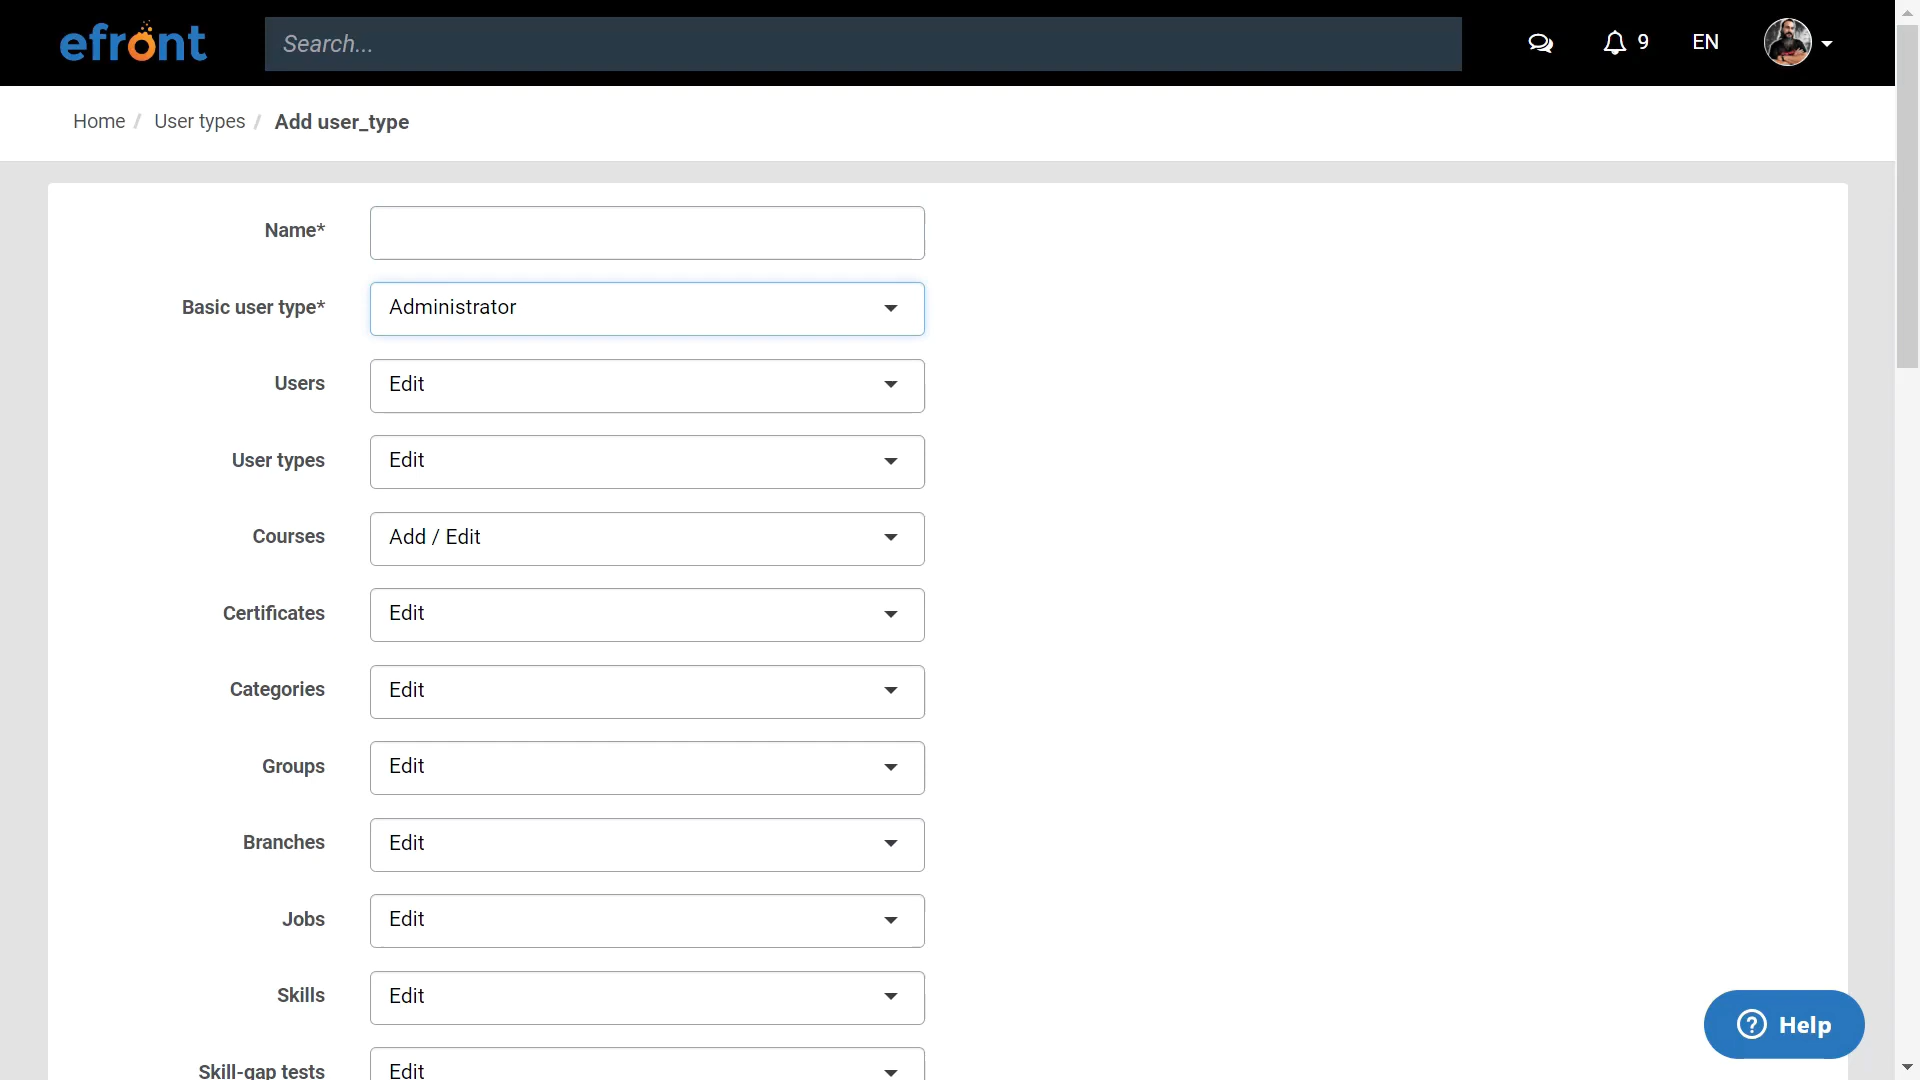 efront
Search...
9
EN
Home / User types / Add user_type
Name*
Basic user type* Administrator
Users Edit
User types Edit
Courses Add / Edit
Certificates Edit
Categories Edit
Groups Edit
Branches Edit
Jobs Edit
Skills Edit
Skill-gap tests Edit
? Help